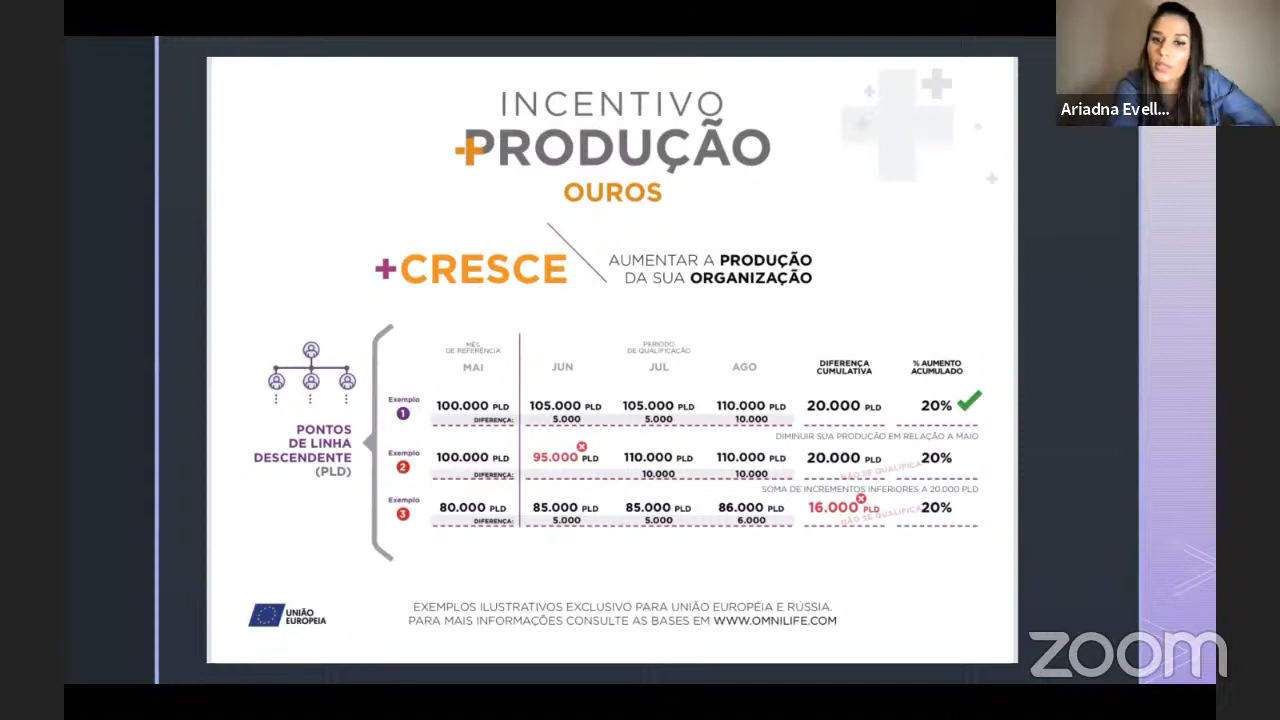 Ariadna Evell...
INCENTIVO
+PRODUÇÃO
OUROS
+CRESCE
AUMENTAR A PRODUÇÃO
DA SUA ORGANIZAÇÃO
MÊS
DE REFERÊNCIA
PERIODO
DE QUALIFICAÇÃO
MAI JUN JUL AGO
DIFERENÇA
CUMULATIVA
% AUMENTO
ACUMULADO
PONTOS
DE LINHA
DESCENDENTE
(PLD)
Exemplo
1
100.000 PLD 105.000 PLD 105.000 PLD 110.000 PLD 20.000 PLD 20%
DIFERENÇA: 5.000 5.000 10.000
DIMINUIR SUA PRODUÇÃO EM RELAÇÃO A MAIO
Exemplo
2
100.000 PLD 95.000 PLD 110.000 PLD 110.000 PLD 20.000 PLD 20%
NÃO SE QUALIFICA
DIFERENÇA: 10.000 10.000
SOMA DE INCREMENTOS INFERIORES A 20.000 PLD
Exemplo
3
80.000 PLD 85.000 PLD 85.000 PLD 86.000 PLD 16.000 PLD 20%
NÃO SE QUALIFICA
DIFERENÇA: 5.000 5.000 6.000
UNIÃO
EUROPEIA
EXEMPLOS ILUSTRATIVOS EXCLUSIVO PARA UNIÃO EUROPÉIA E RÚSSIA.
PARA MAIS INFORMAÇÕES CONSULTE AS BASES EM WWW.OMNILIFE.COM
zoom